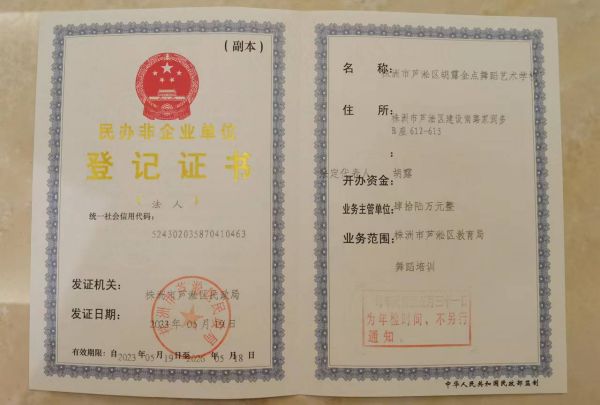 (副本)
民办非企业单位
登记证书
(法人)
统一社会信用代码：
524302035870410463
发证机关：
株洲市芦淞区民政局
发证日期：
2023年05月19日
有效期限：自2023年05月19日至2026年05月18日
名称：株洲市芦淞区胡露金点舞蹈艺术学校
住所：株洲市芦淞区建设南路家润多
B座612-613
法定代表人：胡露
开办资金：
业务主管单位：肆拾陆万元整
业务范围：株洲市芦淞区教育局
舞蹈培训
为年检时间，不另行
通知。
中华人民共和国民政部监制